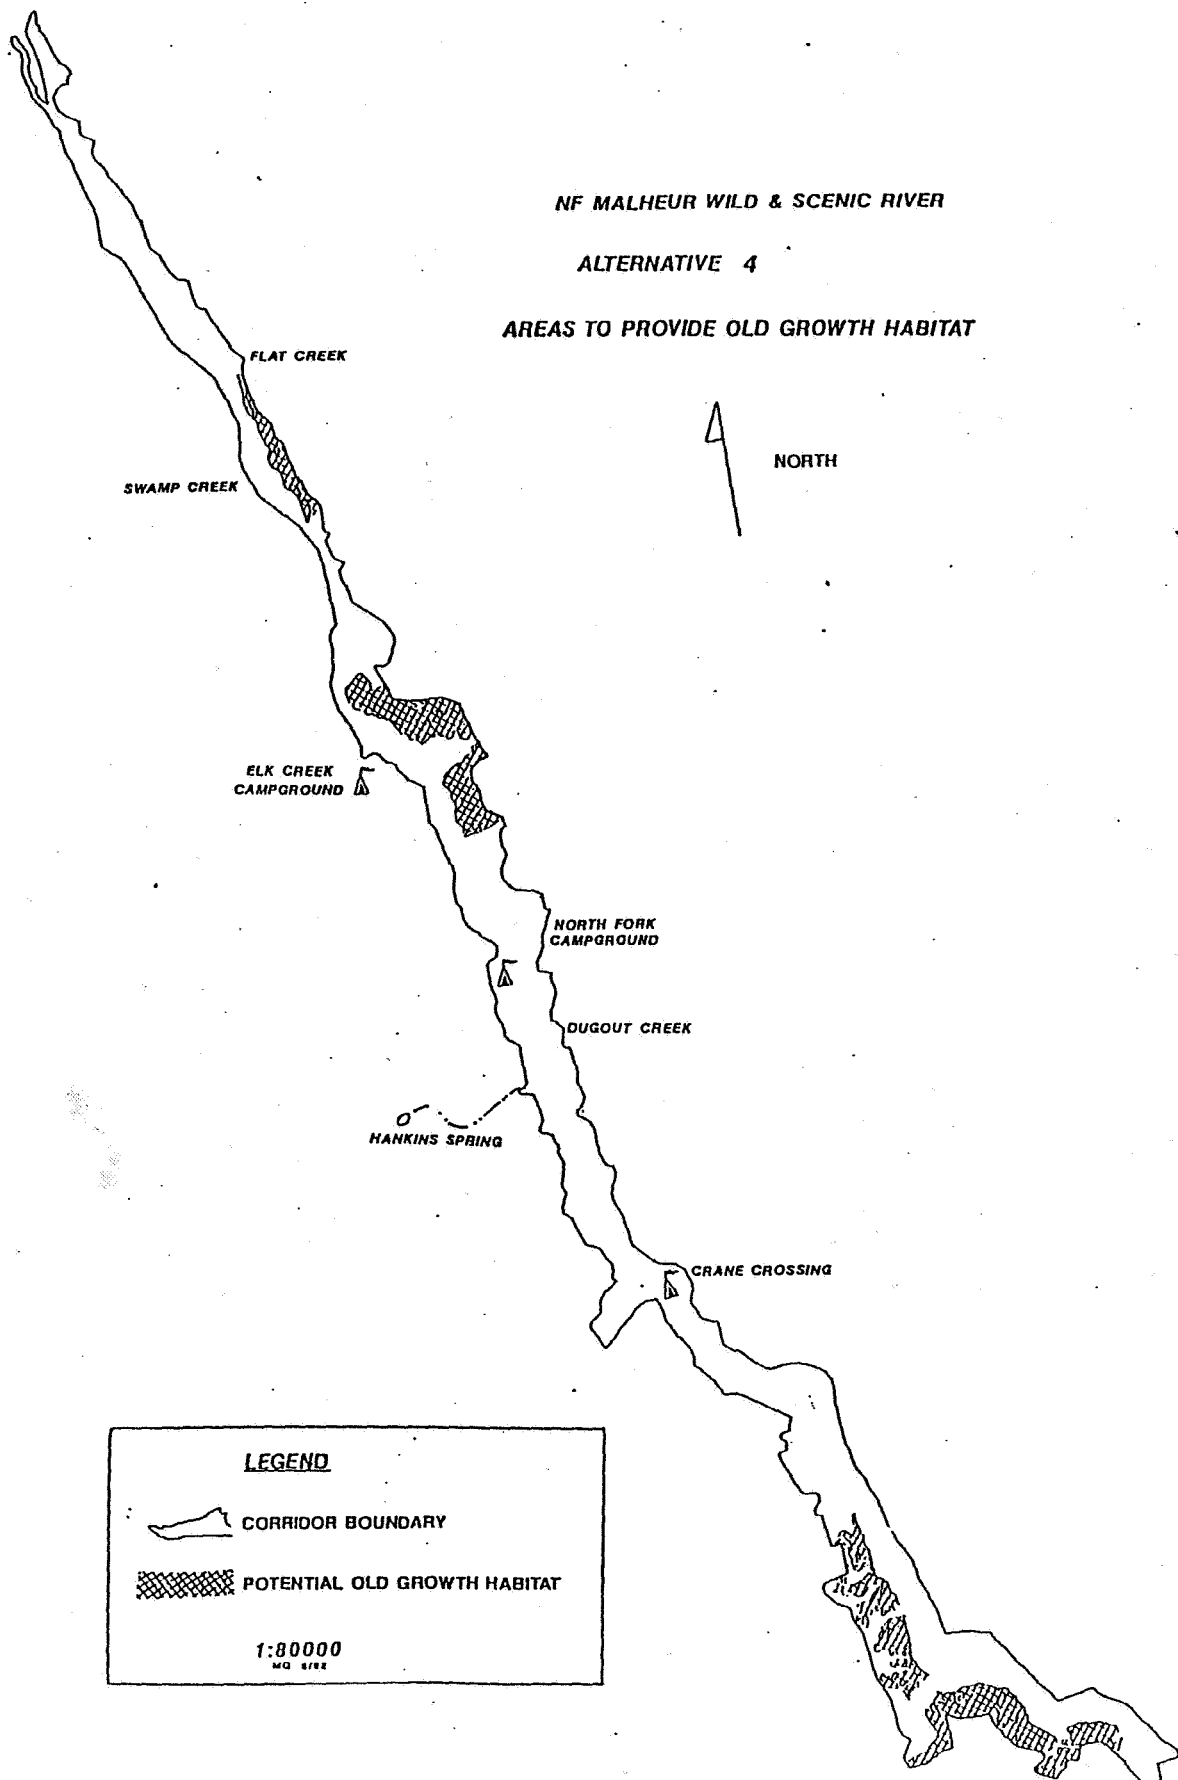 NF MALHEUR WILD & SCENIC RIVER
ALTERNATIVE 4
AREAS TO PROVIDE OLD GROWTH HABITAT
FLAT CREEK
NORTH
SWAMP CREEK
ELK CREEK
CAMPGROUND
NORTH FORK
CAMPGROUND
DUGOUT CREEK
HANKINS SPRING
CRANE CROSSING
LEGEND
CORRIDOR BOUNDARY
POTENTIAL OLD GROWTH HABITAT
1:80000
MQ